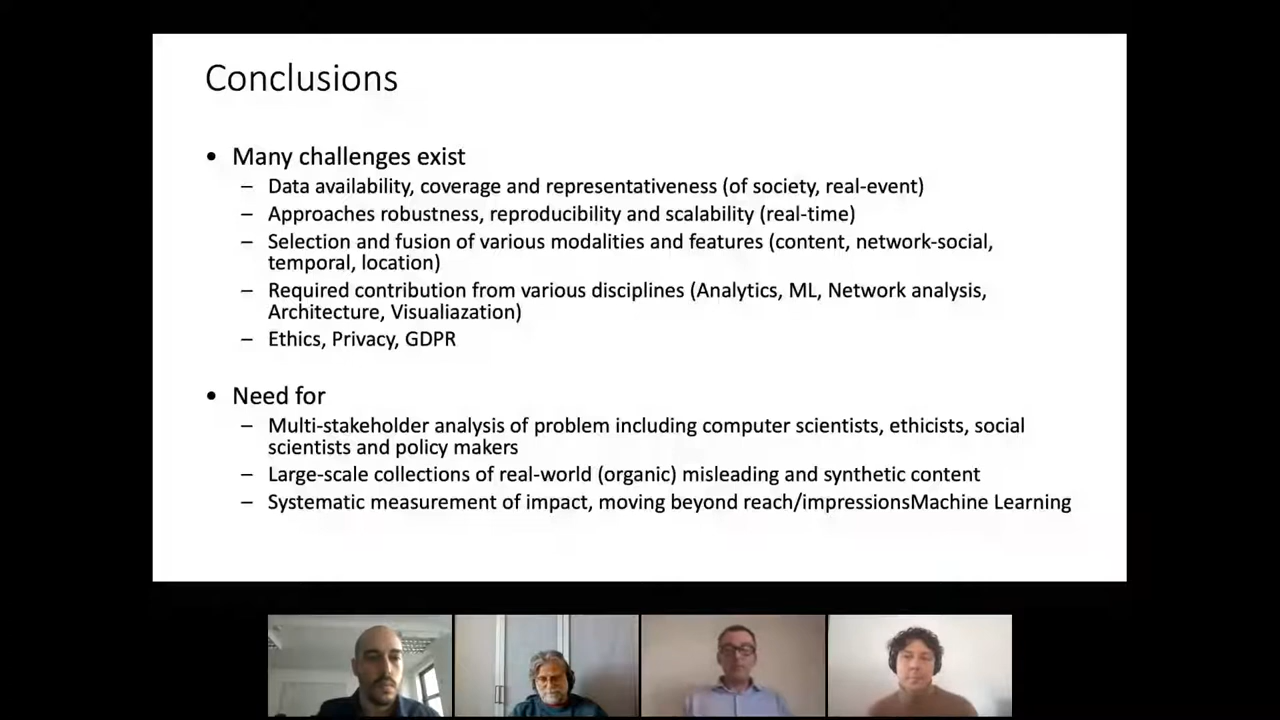 Conclusions
• Many challenges exist
– Data availability, coverage and representativeness (of society, real-event)
– Approaches robustness, reproducibility and scalability (real-time)
– Selection and fusion of various modalities and features (content, network-social,
temporal, location)
– Required contribution from various disciplines (Analytics, ML, Network analysis,
Architecture, Visualiazation)
– Ethics, Privacy, GDPR
• Need for
– Multi-stakeholder analysis of problem including computer scientists, ethicists, social
scientists and policy makers
– Large-scale collections of real-world (organic) misleading and synthetic content
– Systematic measurement of impact, moving beyond reach/impressionsMachine Learning